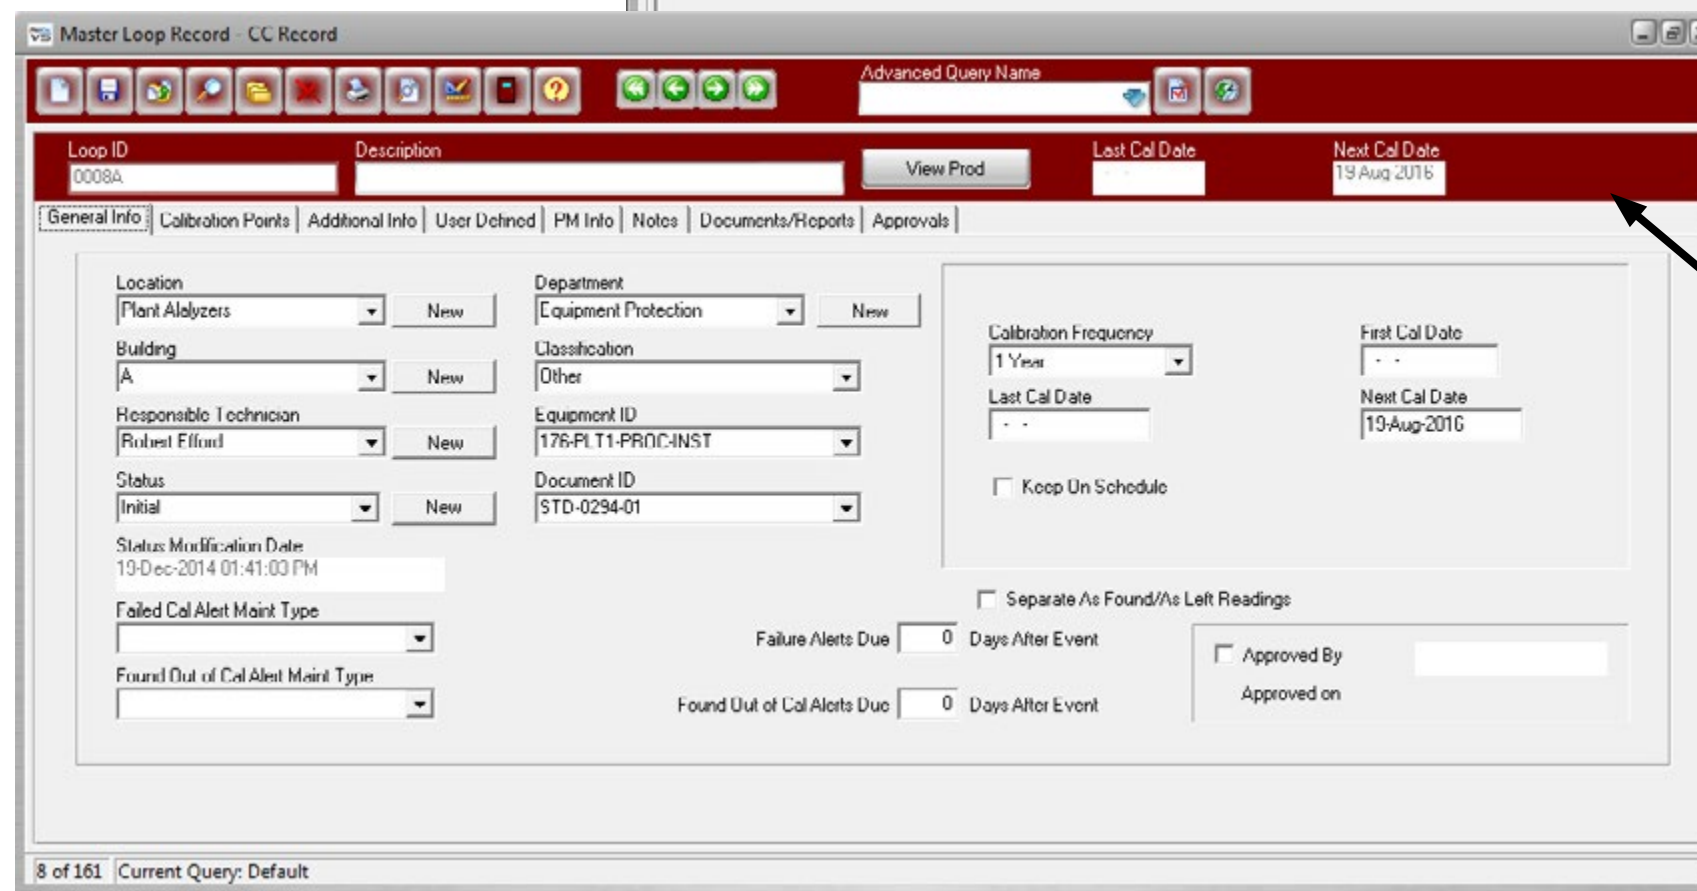 Master Loop Record - CC Record
Advanced Query Name
Loop ID Description Last Cal Date Next Cal Date
0008A View Prod - - 19 Aug 2016
General Info Calibration Points Additional Info User Defined PM Info Notes Documents/Reports Approvals
Location Department
Plant Alalyzers New Equipment Protection New
Calibration Frequency First Cal Date
Building Classification
1 Year - -
A New Other
Last Cal Date Next Cal Date
Responsible Technician Equipment ID
- - 19-Aug-2016
Robert Efford New 176-PLT1-PROC-INST
Status Document ID
Keep On Schedule
Initial New STD-0294-01
Status Modification Date
19-Dec-2014 01:41:03 PM
Separate As Found/As Left Readings
Failed Cal Alert Maint Type
Failure Alerts Due 0 Days After Event
Approved By
Found Out of Cal Alert Maint Type
Approved on
Found Out of Cal Alerts Due 0 Days After Event
8 of 161 Current Query: Default